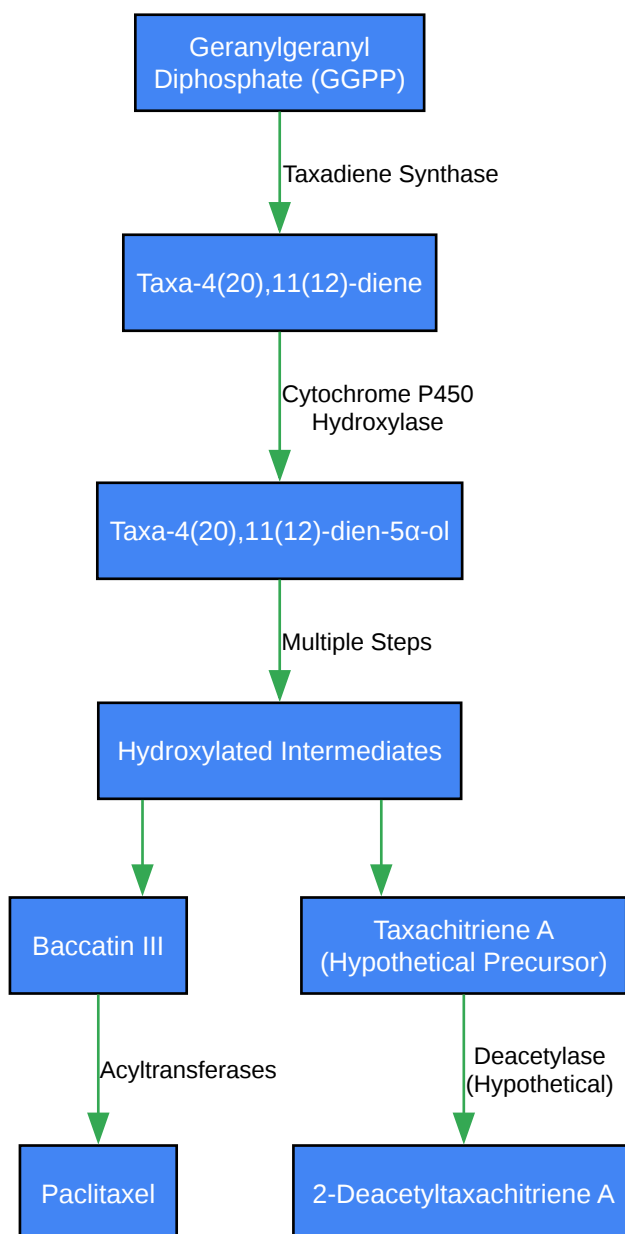 Geranylgeranyl
Diphosphate (GGPP)
Taxadiene Synthase
Taxa-4(20),11(12)-diene
Cytochrome P450
Hydroxylase
Taxa-4(20),11(12)-dien-5α-ol
Multiple Steps
Hydroxylated Intermediates
Baccatin III
Taxachitriene A
(Hypothetical Precursor)
Acyltransferases
Deacetylase
(Hypothetical)
Paclitaxel
2-Deacetyltaxachitriene A